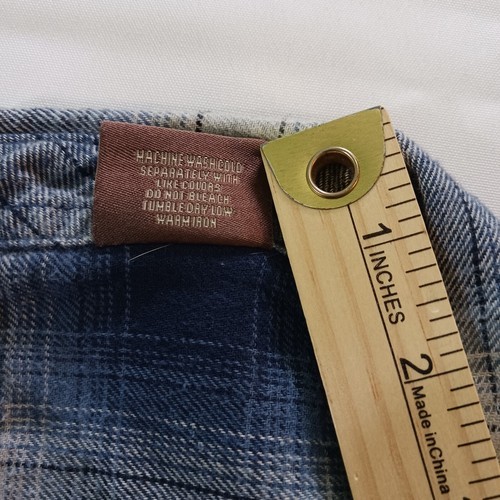 MACHINE WASH COLD
SEPARATELY WITH
LIKE COLORS
DO NOT BLEACH
TUMBLE DRY LOW
WARM IRON
1
INCHES
2
Made in China